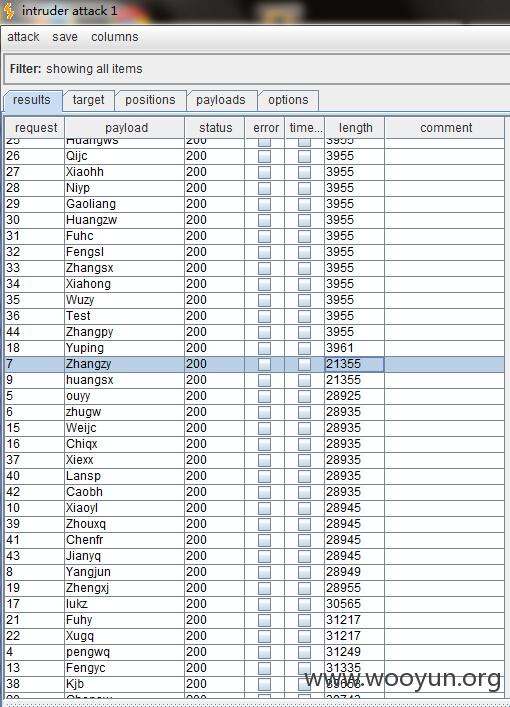 intruder attack 1
attack save columns
Filter: showing all items
results target positions payloads options
request payload status error time... length comment
25 Huangws 200 3955
26 Qijc 200 3955
27 Xiaohh 200 3955
28 Niyp 200 3955
29 Gaoliang 200 3955
30 Huangzw 200 3955
31 Fuhc 200 3955
32 Fengsl 200 3955
33 Zhangsx 200 3955
34 Xiahong 200 3955
35 Wuzy 200 3955
36 Test 200 3955
44 Zhangpy 200 3955
18 Yuping 200 3961
7 Zhangzy 200 21355
9 huangsx 200 21355
5 ouyy 200 28925
6 zhugw 200 28935
15 Weijc 200 28935
16 Chiqx 200 28935
37 Xiexx 200 28935
40 Lansp 200 28935
42 Caobh 200 28935
10 Xiaoyl 200 28945
39 Zhouxq 200 28945
41 Chenfr 200 28945
43 Jianyq 200 28945
8 Yangjun 200 28949
19 Zhengxj 200 28955
17 lukz 200 30565
21 Fuhy 200 31217
22 Xugq 200 31217
4 pengwq 200 31249
13 Fengyc 200 31335
38 Kjb 200
www.wooyun.org